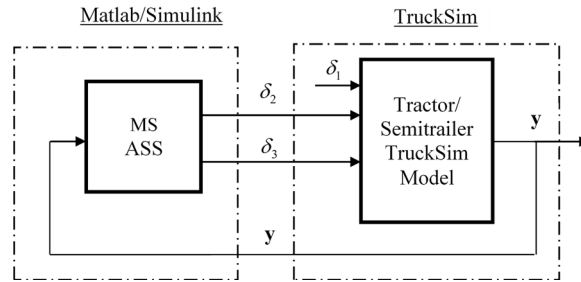 Matlab/Simulink
TruckSim
MS
ASS
δ2
δ3
δ1
Tractor/
Semitrailer
TruckSim
Model
y
y